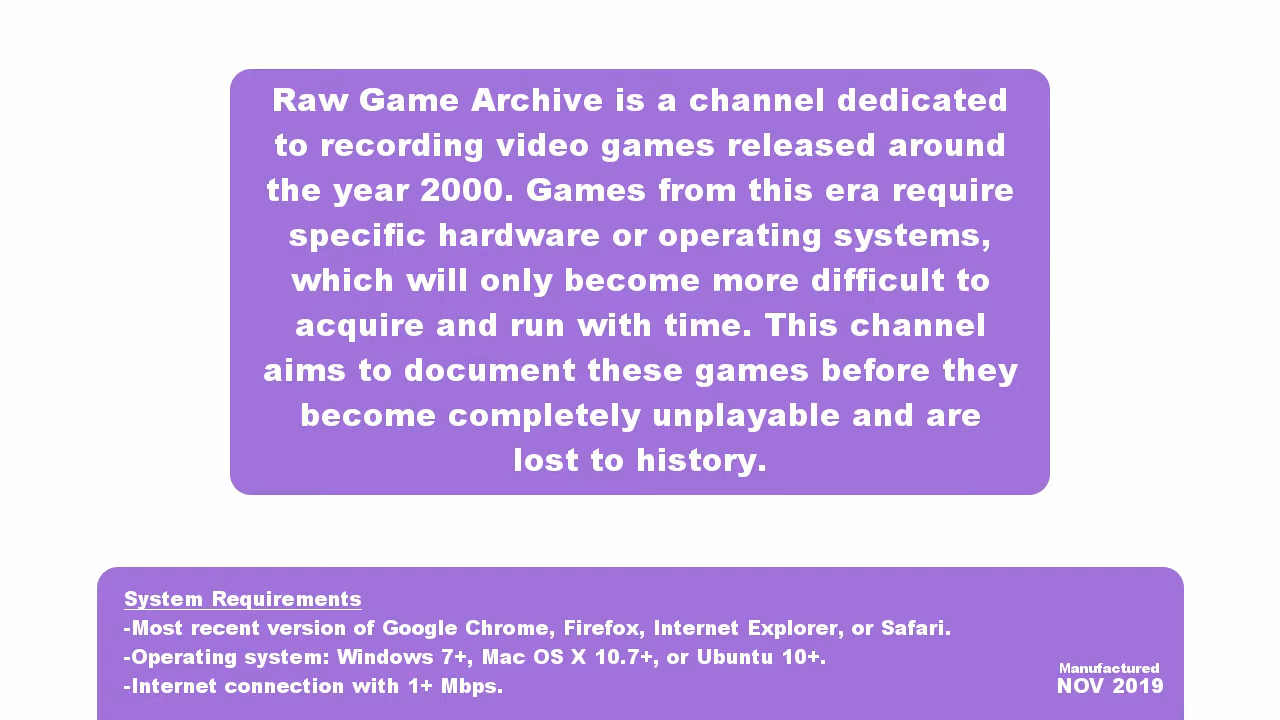 Raw Game Archive is a channel dedicated
to recording video games released around
the year 2000. Games from this era require
specific hardware or operating systems,
which will only become more difficult to
acquire and run with time. This channel
aims to document these games before they
become completely unplayable and are
lost to history.
System Requirements
-Most recent version of Google Chrome, Firefox, Internet Explorer, or Safari.
-Operating system: Windows 7+, Mac OS X 10.7+, or Ubuntu 10+.
-Internet connection with 1+ Mbps.
Manufactured
NOV 2019